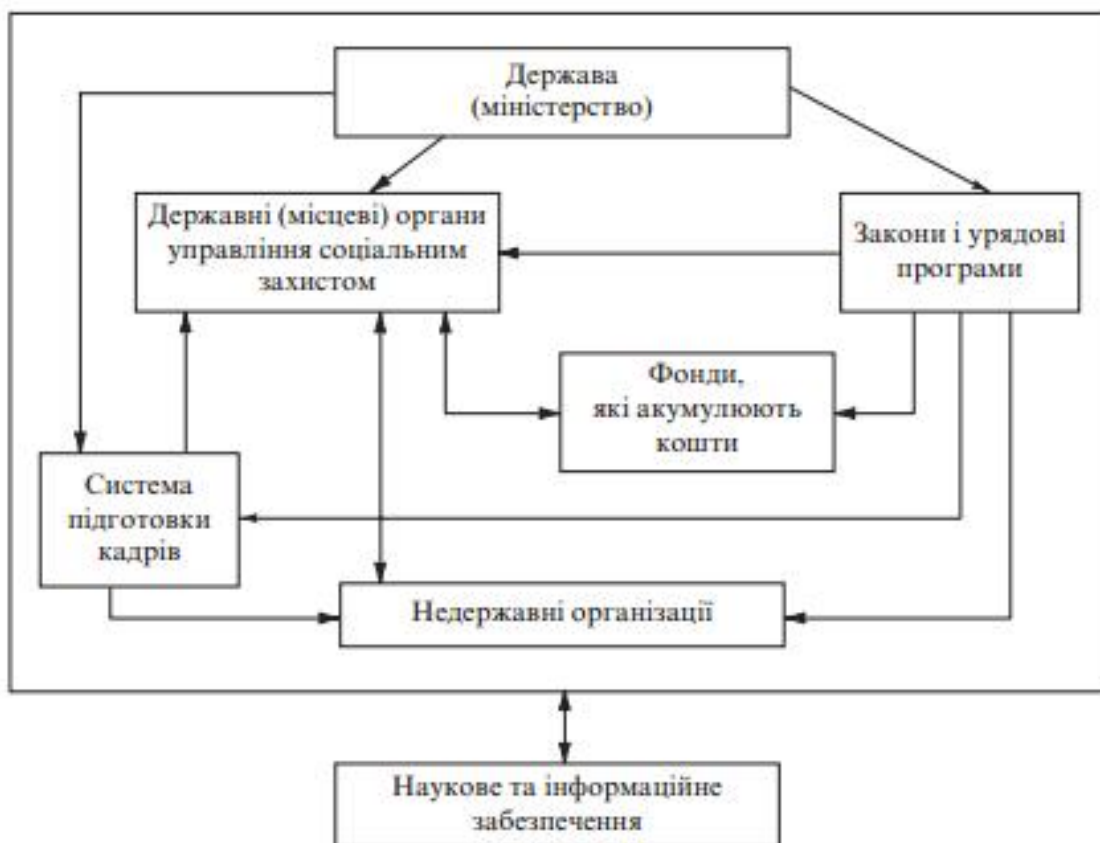 Держава
(міністерство)
Державні (місцеві) органи
управління соціальним
захистом
Закони і урядові
програми
Фонди,
які акумулюють
кошти
Система
підготовки
кадрів
Недержавні організації
Наукове та інформаційне
забезпечення